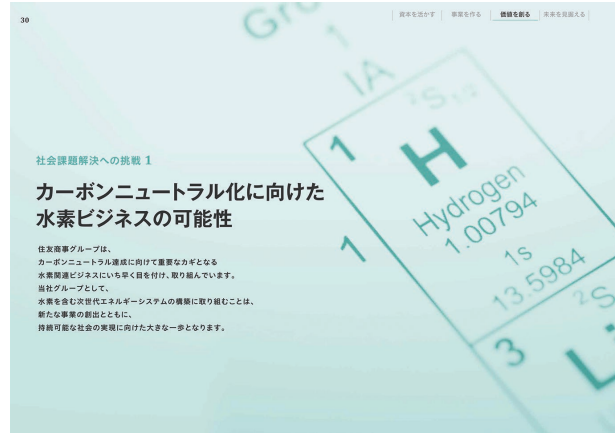 30
資本を活かす
事業を作る
価値を創る
未来を見据える
Gro
1
IA
1
²S₁/₂
H
Hydrogen
1.00794
1s
13.5984
1
3
²S
Li
社会課題解決への挑戦 1
カーボンニュートラル化に向けた
水素ビジネスの可能性
住友商事グループは、
カーボンニュートラル達成に向けて重要なカギとなる
水素関連ビジネスにいち早く目を付け、取り組んでいます。
当社グループとして、
水素を含む次世代エネルギーシステムの構築に取り組むことは、
新たな事業の創出とともに、
持続可能な社会の実現に向けた大きな一歩となります。